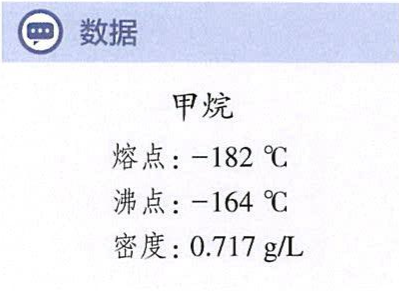 数据
甲烷
熔点：−182 ℃
沸点：−164 ℃
密度：0.717 g/L